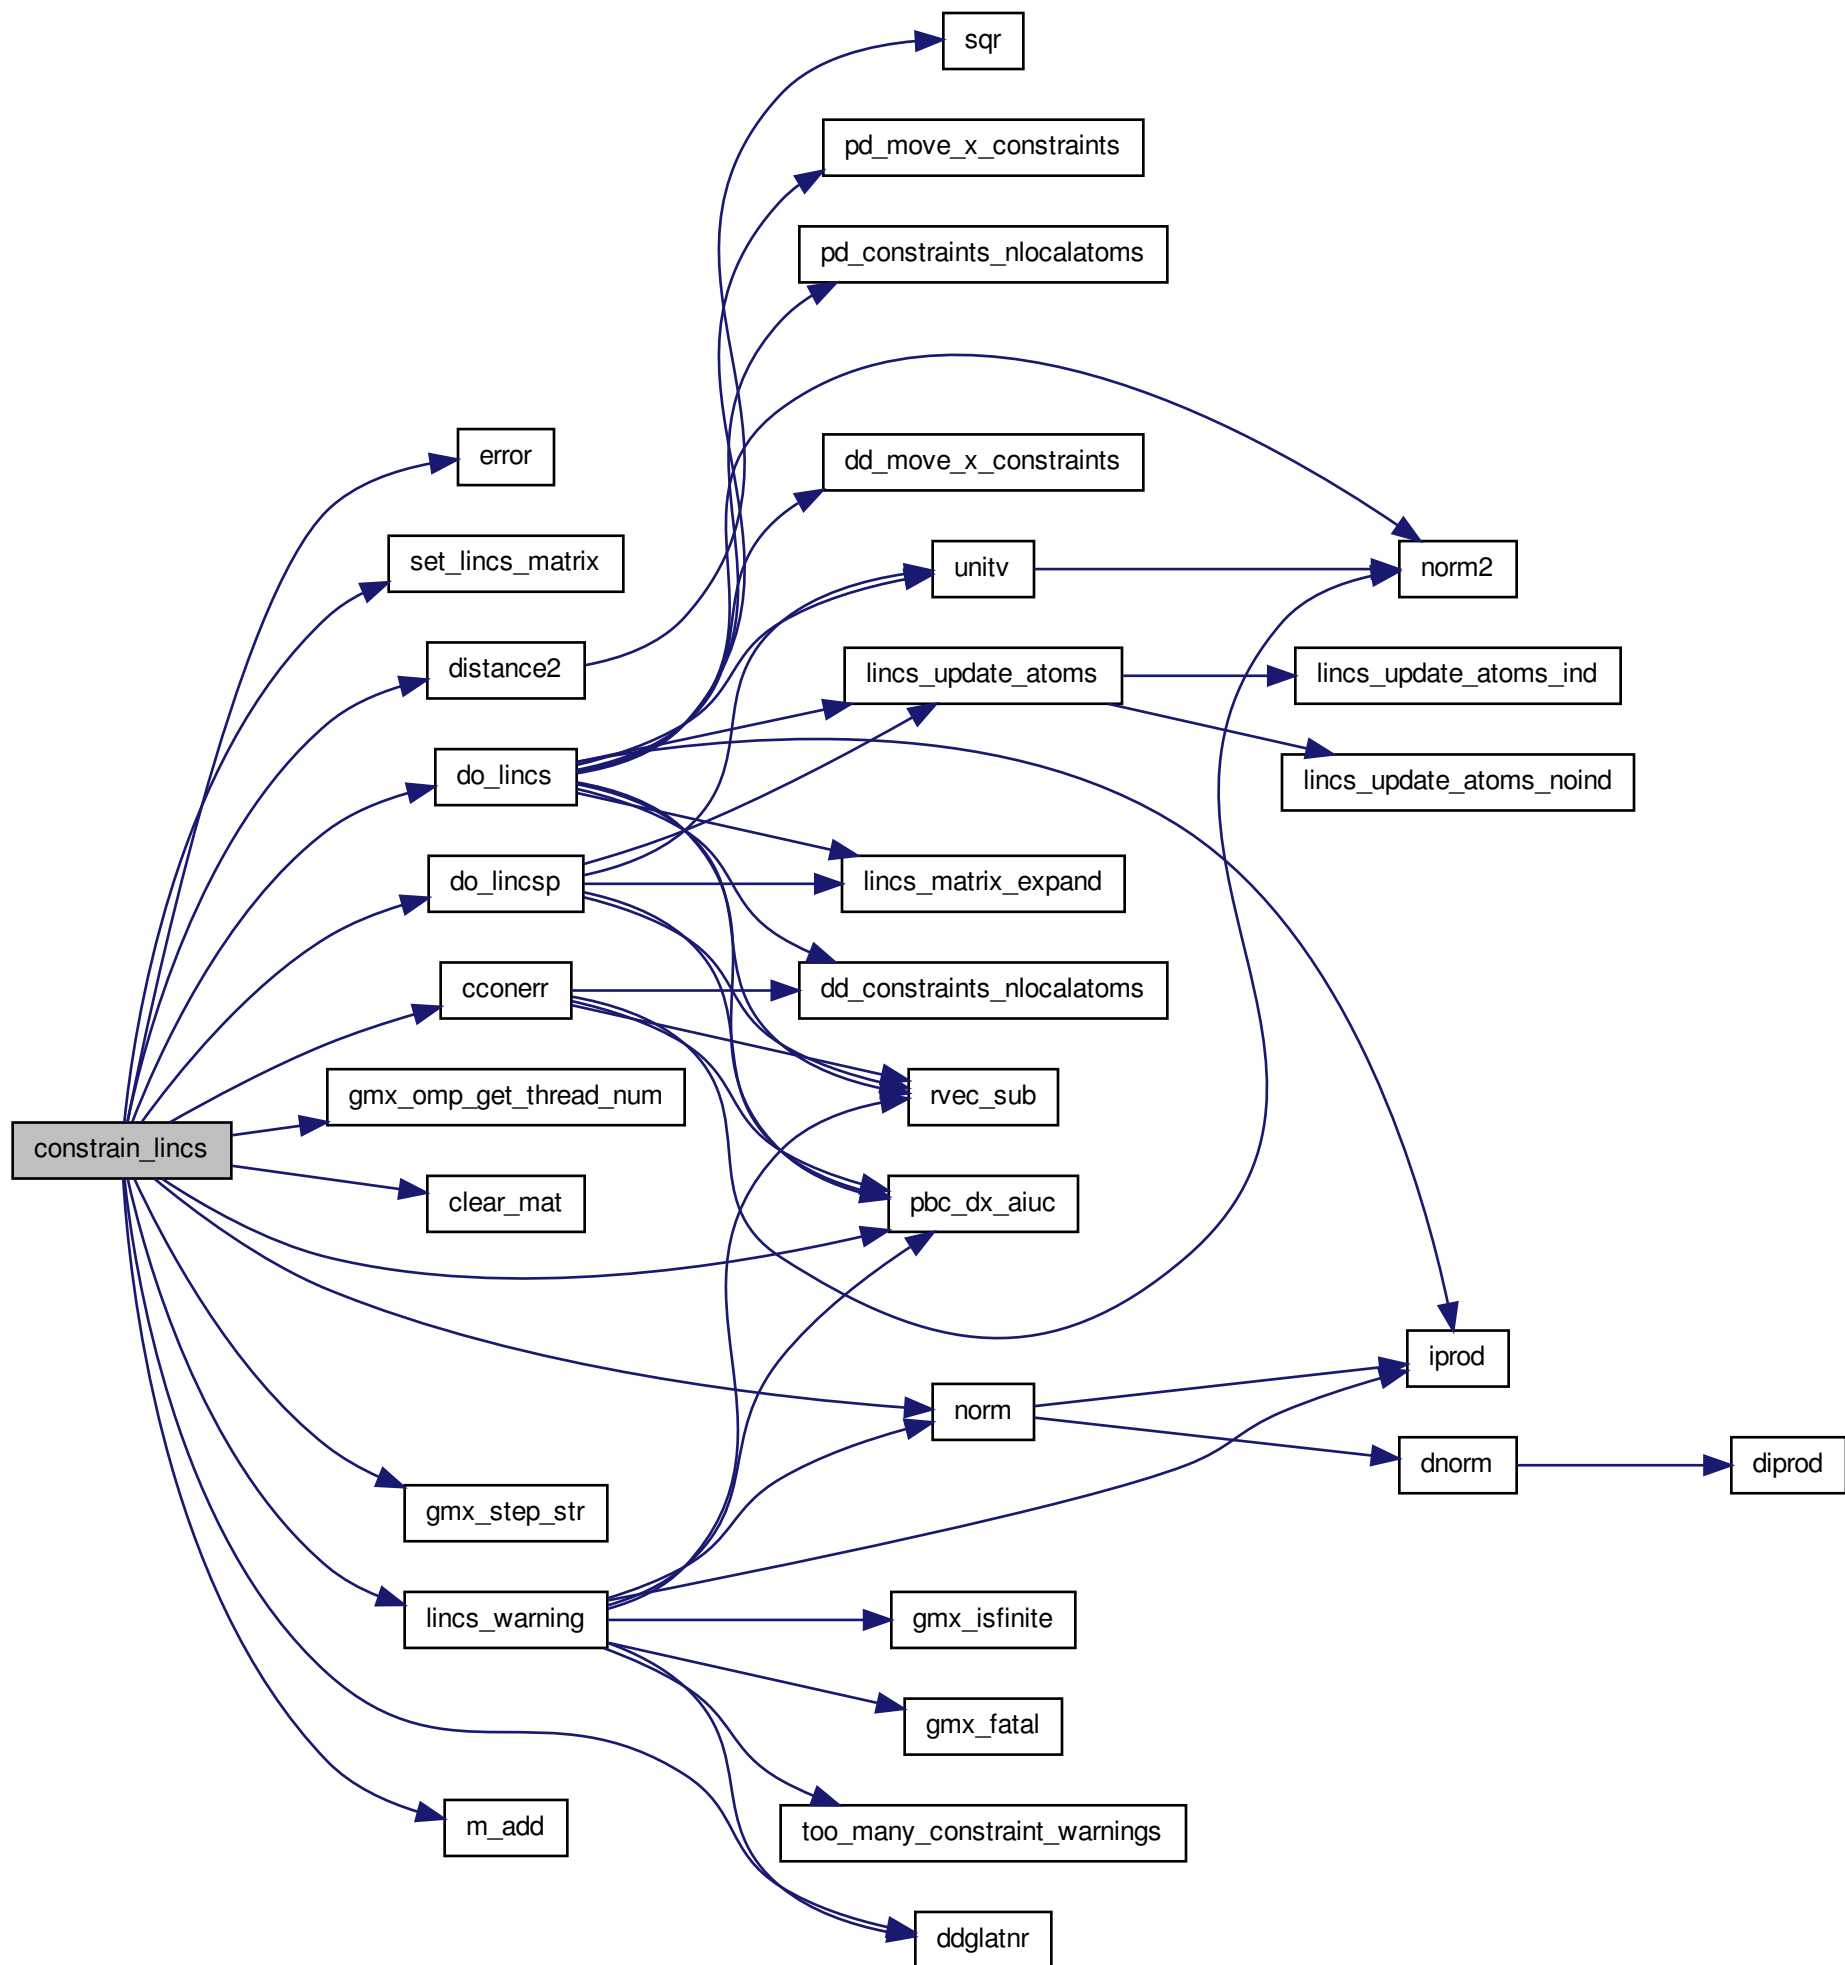 sqr
pd_move_x_constraints
pd_constraints_nlocalatoms
error
dd_move_x_constraints
set_lincs_matrix
unitv
norm2
distance2
lincs_update_atoms
lincs_update_atoms_ind
do_lincs
lincs_update_atoms_noind
do_lincsp
lincs_matrix_expand
cconerr
dd_constraints_nlocalatoms
gmx_omp_get_thread_num
rvec_sub
constrain_lincs
clear_mat
pbc_dx_aiuc
iprod
norm
dnorm
diprod
gmx_step_str
lincs_warning
gmx_isfinite
gmx_fatal
m_add
too_many_constraint_warnings
ddglatnr